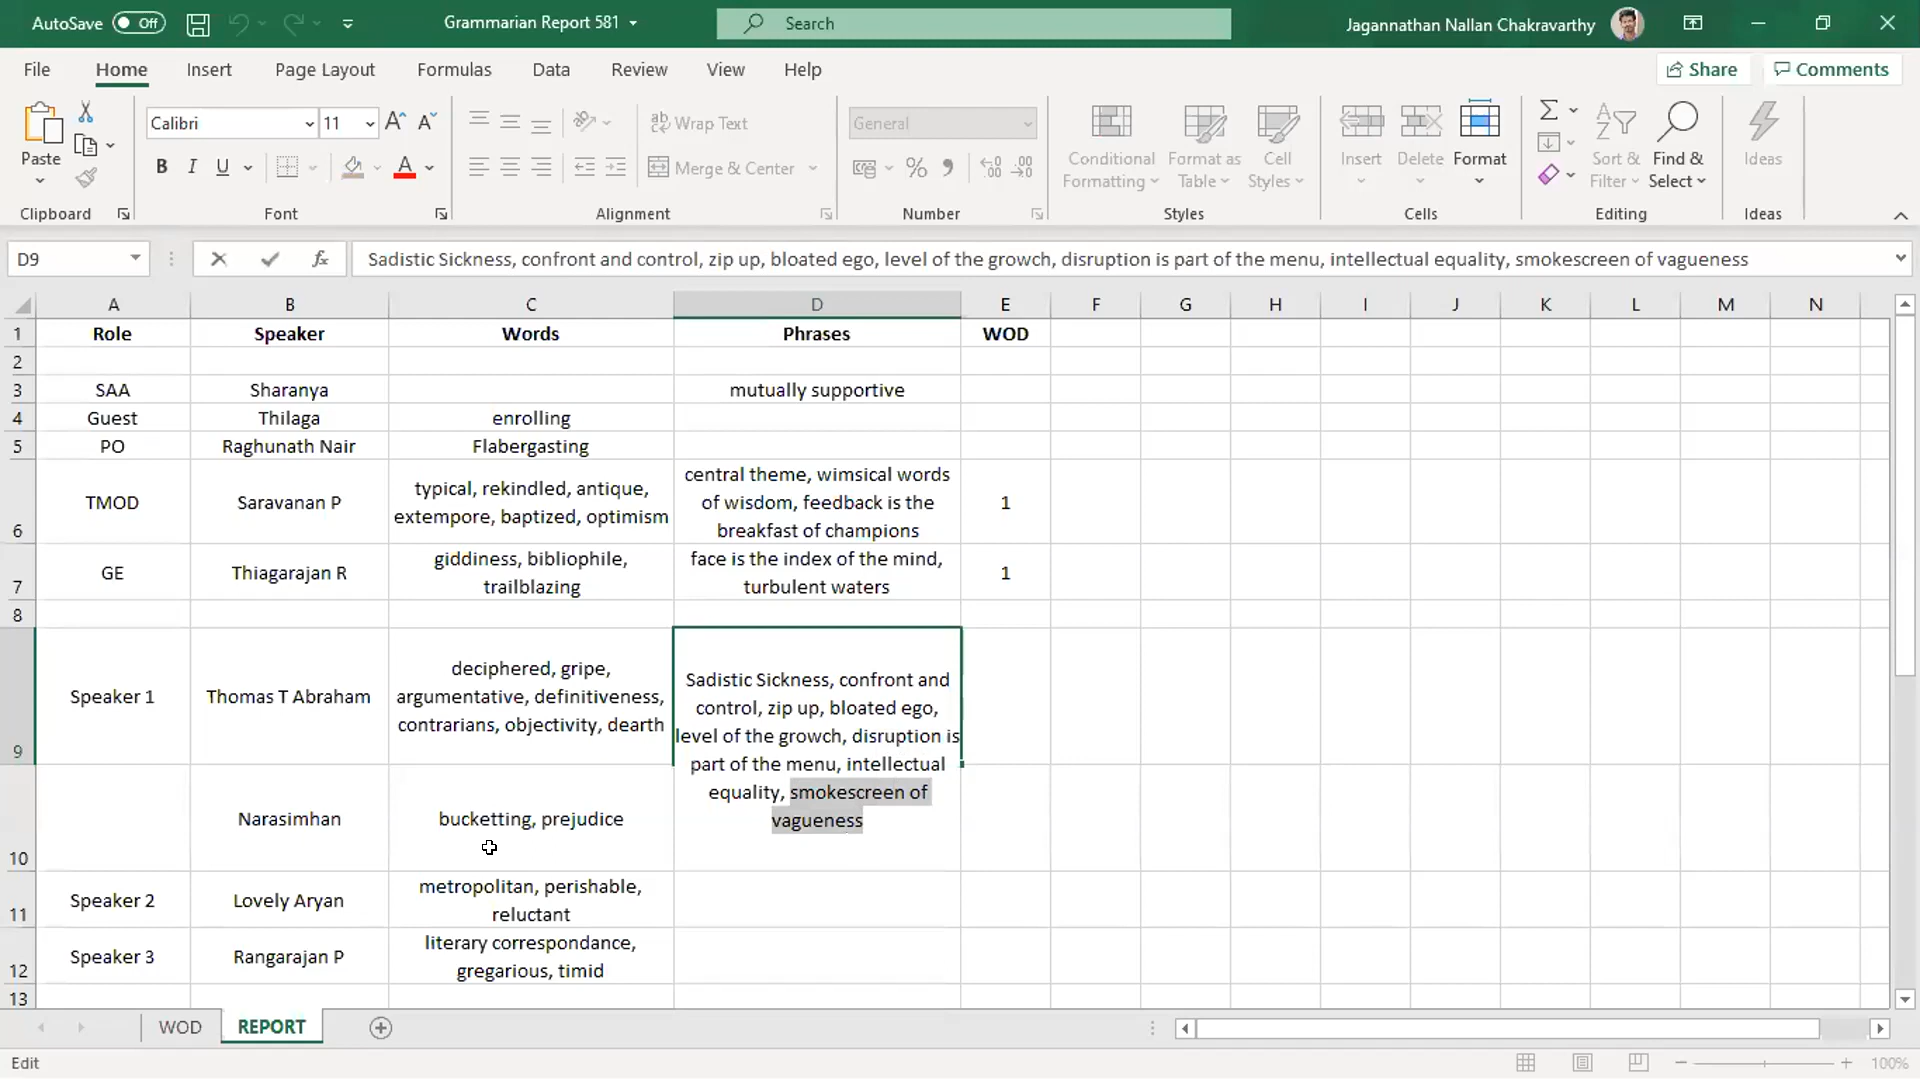 AutoSave Off Grammarian Report 581 Search Jagannathan Nallan Chakravarthy
File Home Insert Page Layout Formulas Data Review View Help Share Comments
Paste
Calibri 11
B I U A
Wrap Text
Merge & Center
General
Conditional Formatting
Format as Table
Cell Styles
Insert
Delete
Format
Sort & Filter
Find & Select
Ideas
Clipboard Font Alignment Number Styles Cells Editing Ideas
D9 fx Sadistic Sickness, confront and control, zip up, bloated ego, level of the growch, disruption is part of the menu, intellectual equality, smokescreen of vagueness
A B C D E F G H I J K L M N
1 Role Speaker Words Phrases WOD
2
3 SAA Sharanya mutually supportive
4 Guest Thilaga enrolling
5 PO Raghunath Nair Flabergasting
6 TMOD Saravanan P
typical, rekindled, antique,
extempore, baptized, optimism
central theme, wimsical words
of wisdom, feedback is the
breakfast of champions
1
7 GE Thiagarajan R
giddiness, bibliophile,
trailblazing
face is the index of the mind,
turbulent waters
1
8
9 Speaker 1 Thomas T Abraham
deciphered, gripe,
argumentative, definitiveness,
contrarians, objectivity, dearth
Sadistic Sickness, confront and
control, zip up, bloated ego,
level of the growch, disruption is
part of the menu, intellectual
equality, smokescreen of
vagueness
10 Narasimhan bucketting, prejudice
11 Speaker 2 Lovely Aryan
metropolitan, perishable,
reluctant
12 Speaker 3 Rangarajan P
literary correspondance,
gregarious, timid
13
WOD REPORT
Edit 100%